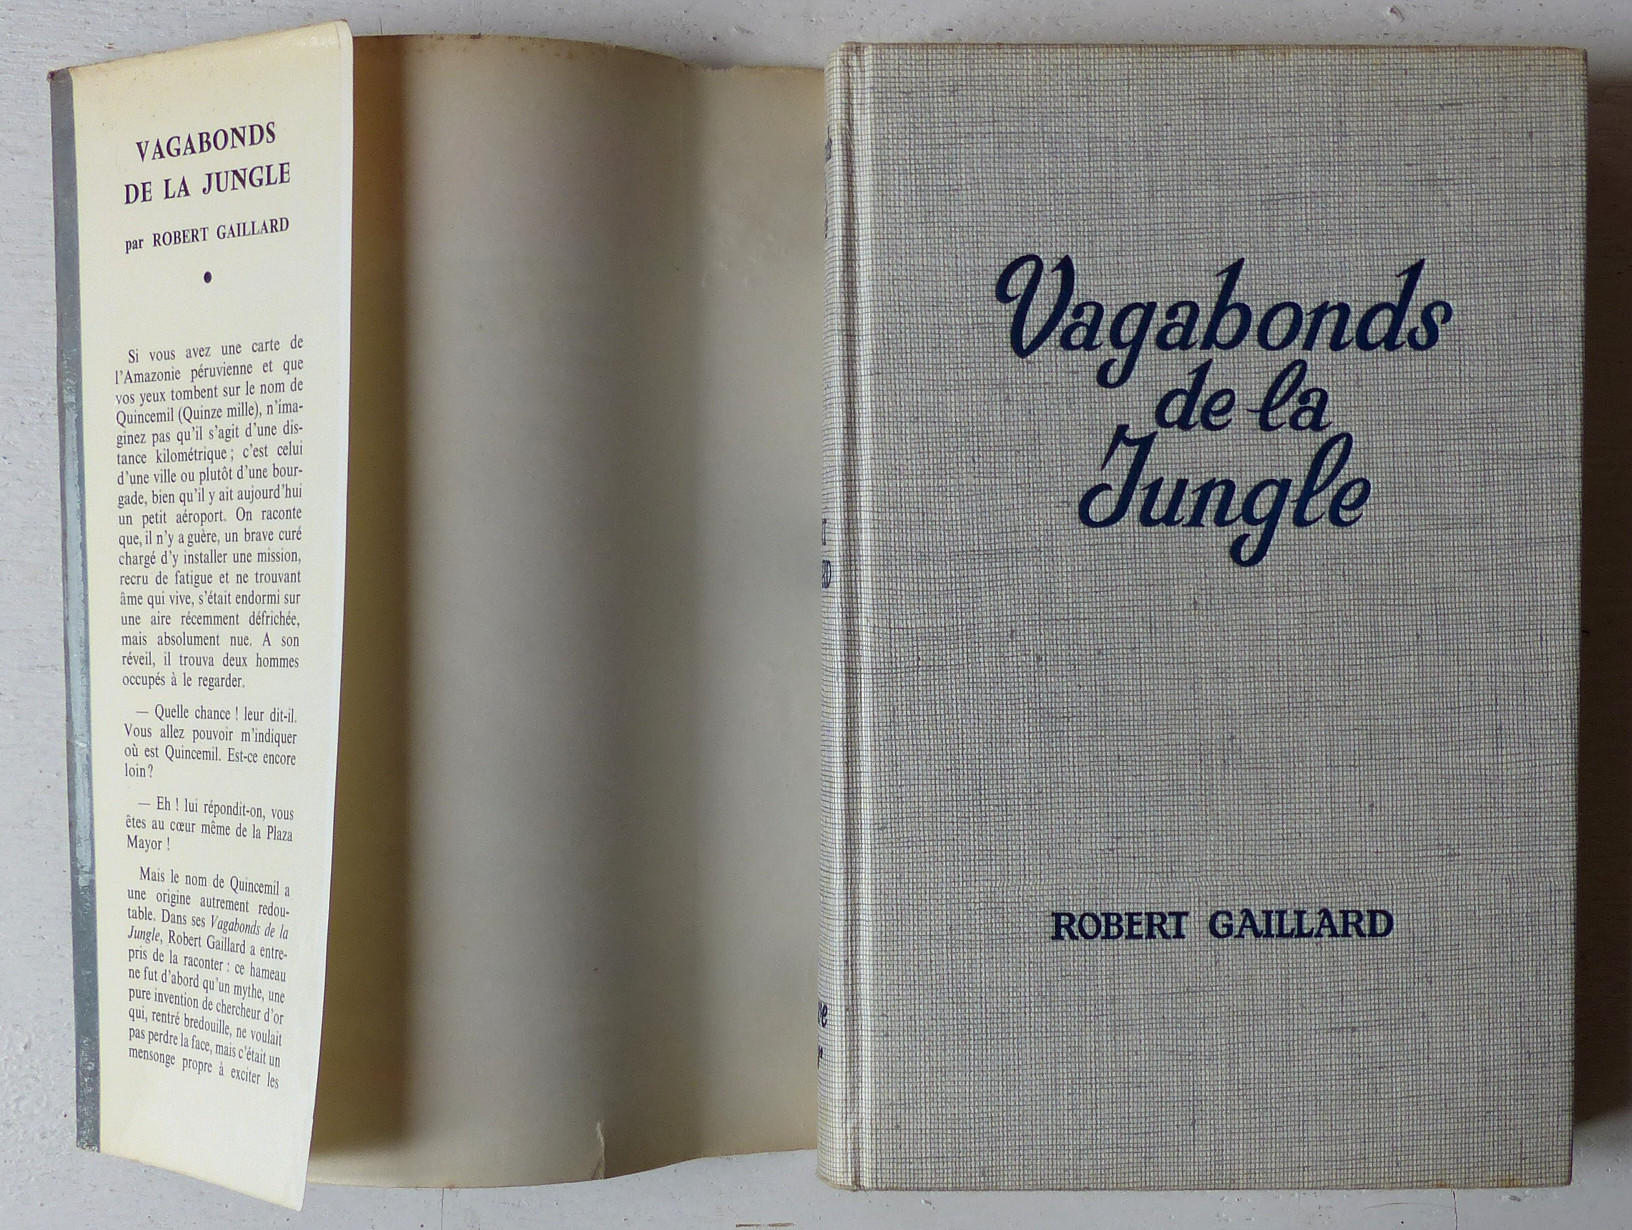 VAGABONDS
DE LA JUNGLE
par ROBERT GAILLARD
•
Si vous avez une carte de
l'Amazonie péruvienne et que
vos yeux tombent sur le nom de
Quincemil (Quinze mille), n'ima-
ginez pas qu'il s'agit d'une dis-
tance kilométrique ; c'est celui
d'une ville ou plutôt d'une bour-
gade, bien qu'il y ait aujourd'hui
un petit aéroport. On raconte
que, il n'y a guère, un brave curé
chargé d'y installer une mission,
recru de fatigue et ne trouvant
âme qui vive, s'était endormi sur
une aire récemment défrichée,
mais absolument nue. A son
réveil, il trouva deux hommes
occupés à le regarder.
— Quelle chance ! leur dit-il.
Vous allez pouvoir m'indiquer
où est Quincemil. Est-ce encore
loin ?
— Eh ! lui répondit-on, vous
êtes au cœur même de la Plaza
Mayor !
Mais le nom de Quincemil a
une origine autrement redou-
table. Dans ses Vagabonds de la
Jungle, Robert Gaillard a entre-
pris de la raconter : ce hameau
ne fut d'abord qu'un mythe, une
pure invention de chercheur d'or
qui, rentré bredouille, ne voulait
pas perdre la face, mais c'était un
mensonge propre à exciter les
Vagabonds
de la
Jungle
ROBERT GAILLARD